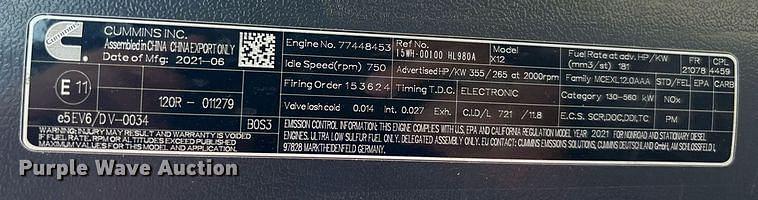 Cummins
CUMMINS INC.
Assembled in CHINA CHINA EXPORT ONLY
Date of Mfg: 2021-06
E 11
120R - 011279
e5EV6/DV-0034
B0S3
Engine No. 77448453
Ref No.
15WH-00100 HL980A
X12
Fuel Rate at adv. HP/KW
(mm3/st) 181
FR CPL
21078 4459
Idle Speed(rpm) 750
Advertised HP/KW 355 / 265 at 2000rpm
Family MCEXL12.0AAA
STD/FEL EPA CARB
Firing Order 153624
Timing T.D.C. ELECTRONIC
Category 130-560 kW
NOx
Valve lash cold 0.014 Int. 0.027 Exh.
C.I.D/L 721 / 11.8
E.C.S. SCR,DOC,DDI,TC
PM
WARNING: INJURY MAY RESULT AND WARRANTY IS VOIDED
IF FUEL RATE, RPM OR ALTITUDES EXCEED PUBLISHED
MAXIMUM VALUES FOR THIS MODEL AND APPLICATION.
IMPORTANT EMISSION INFORMATION: THIS ENGINE COMPLIES WITH U.S. EPA AND CALIFORNIA REGULATION MODEL YEAR 2021 FOR NONROAD AND STATIONARY DIESEL
ENGINES. ULTRA LOW SULFUR FUEL ONLY. DELEGATED ASSEMBLY ONLY. EU CONTACT: CUMMINS EMISSIONS SOLUTIONS, CUMMINS DEUTSCHLAND GmbH, AM SCHLOSSFELD 1,
97828 MARKTHEIDENFELD GERMANY.
Purple Wave Auction